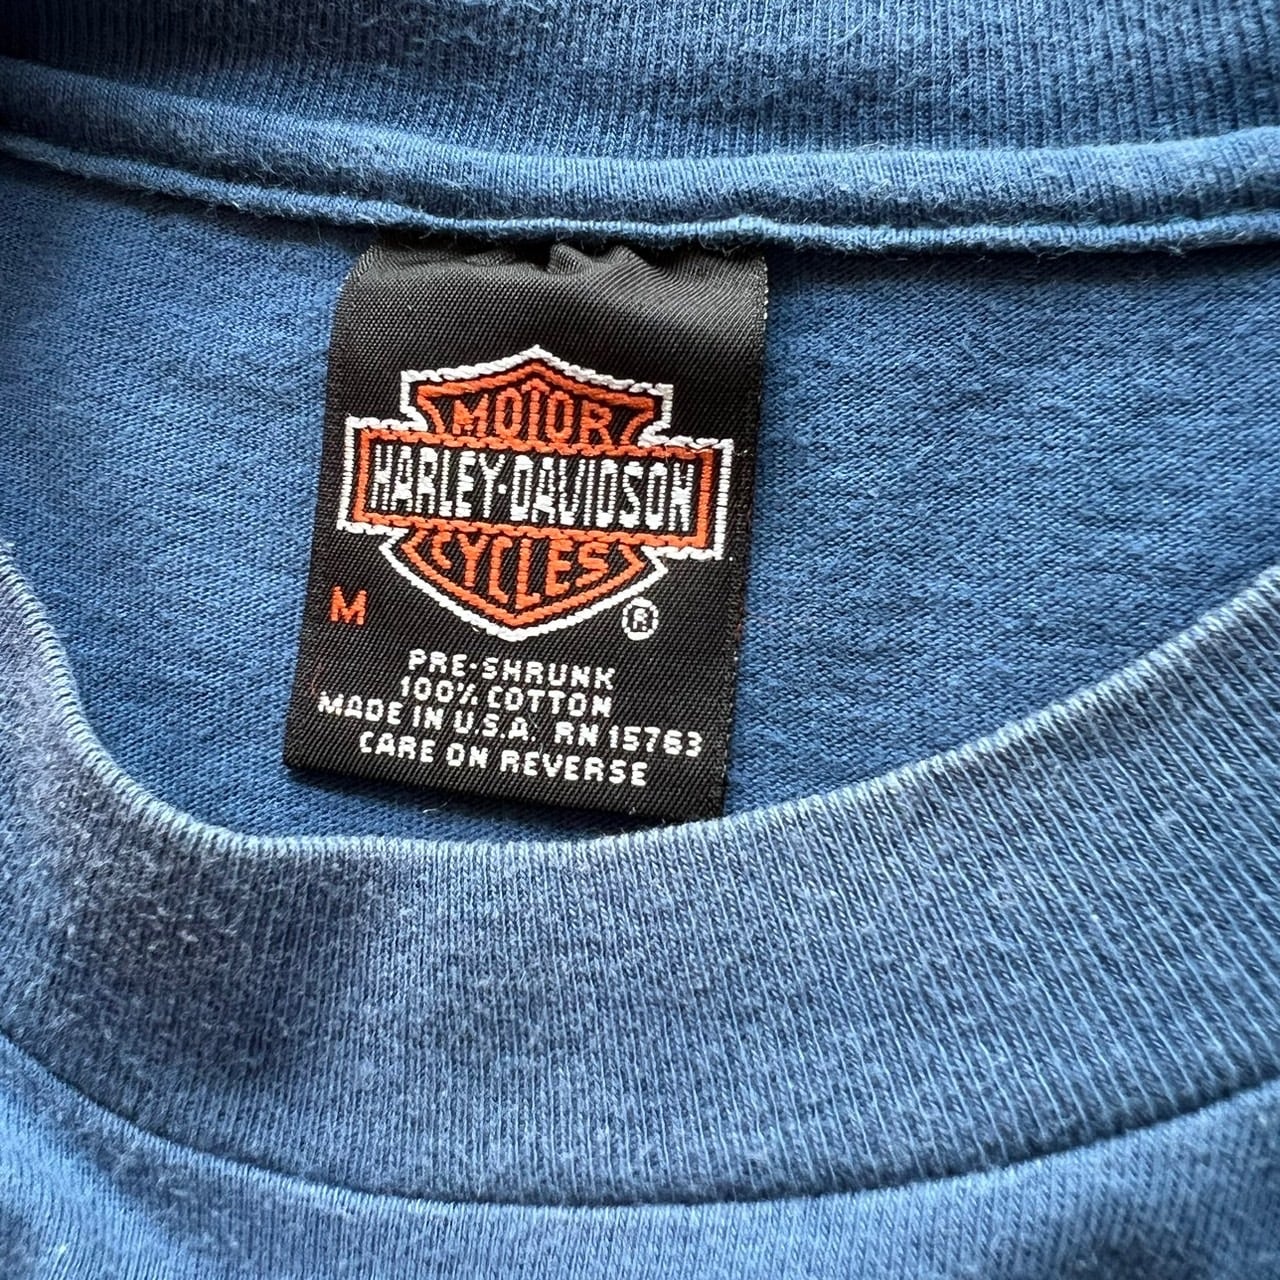 MOTOR
HARLEY-DAVIDSON
CYCLES
®
M
PRE-SHRUNK
100% COTTON
MADE IN U.S.A. RN 15763
CARE ON REVERSE